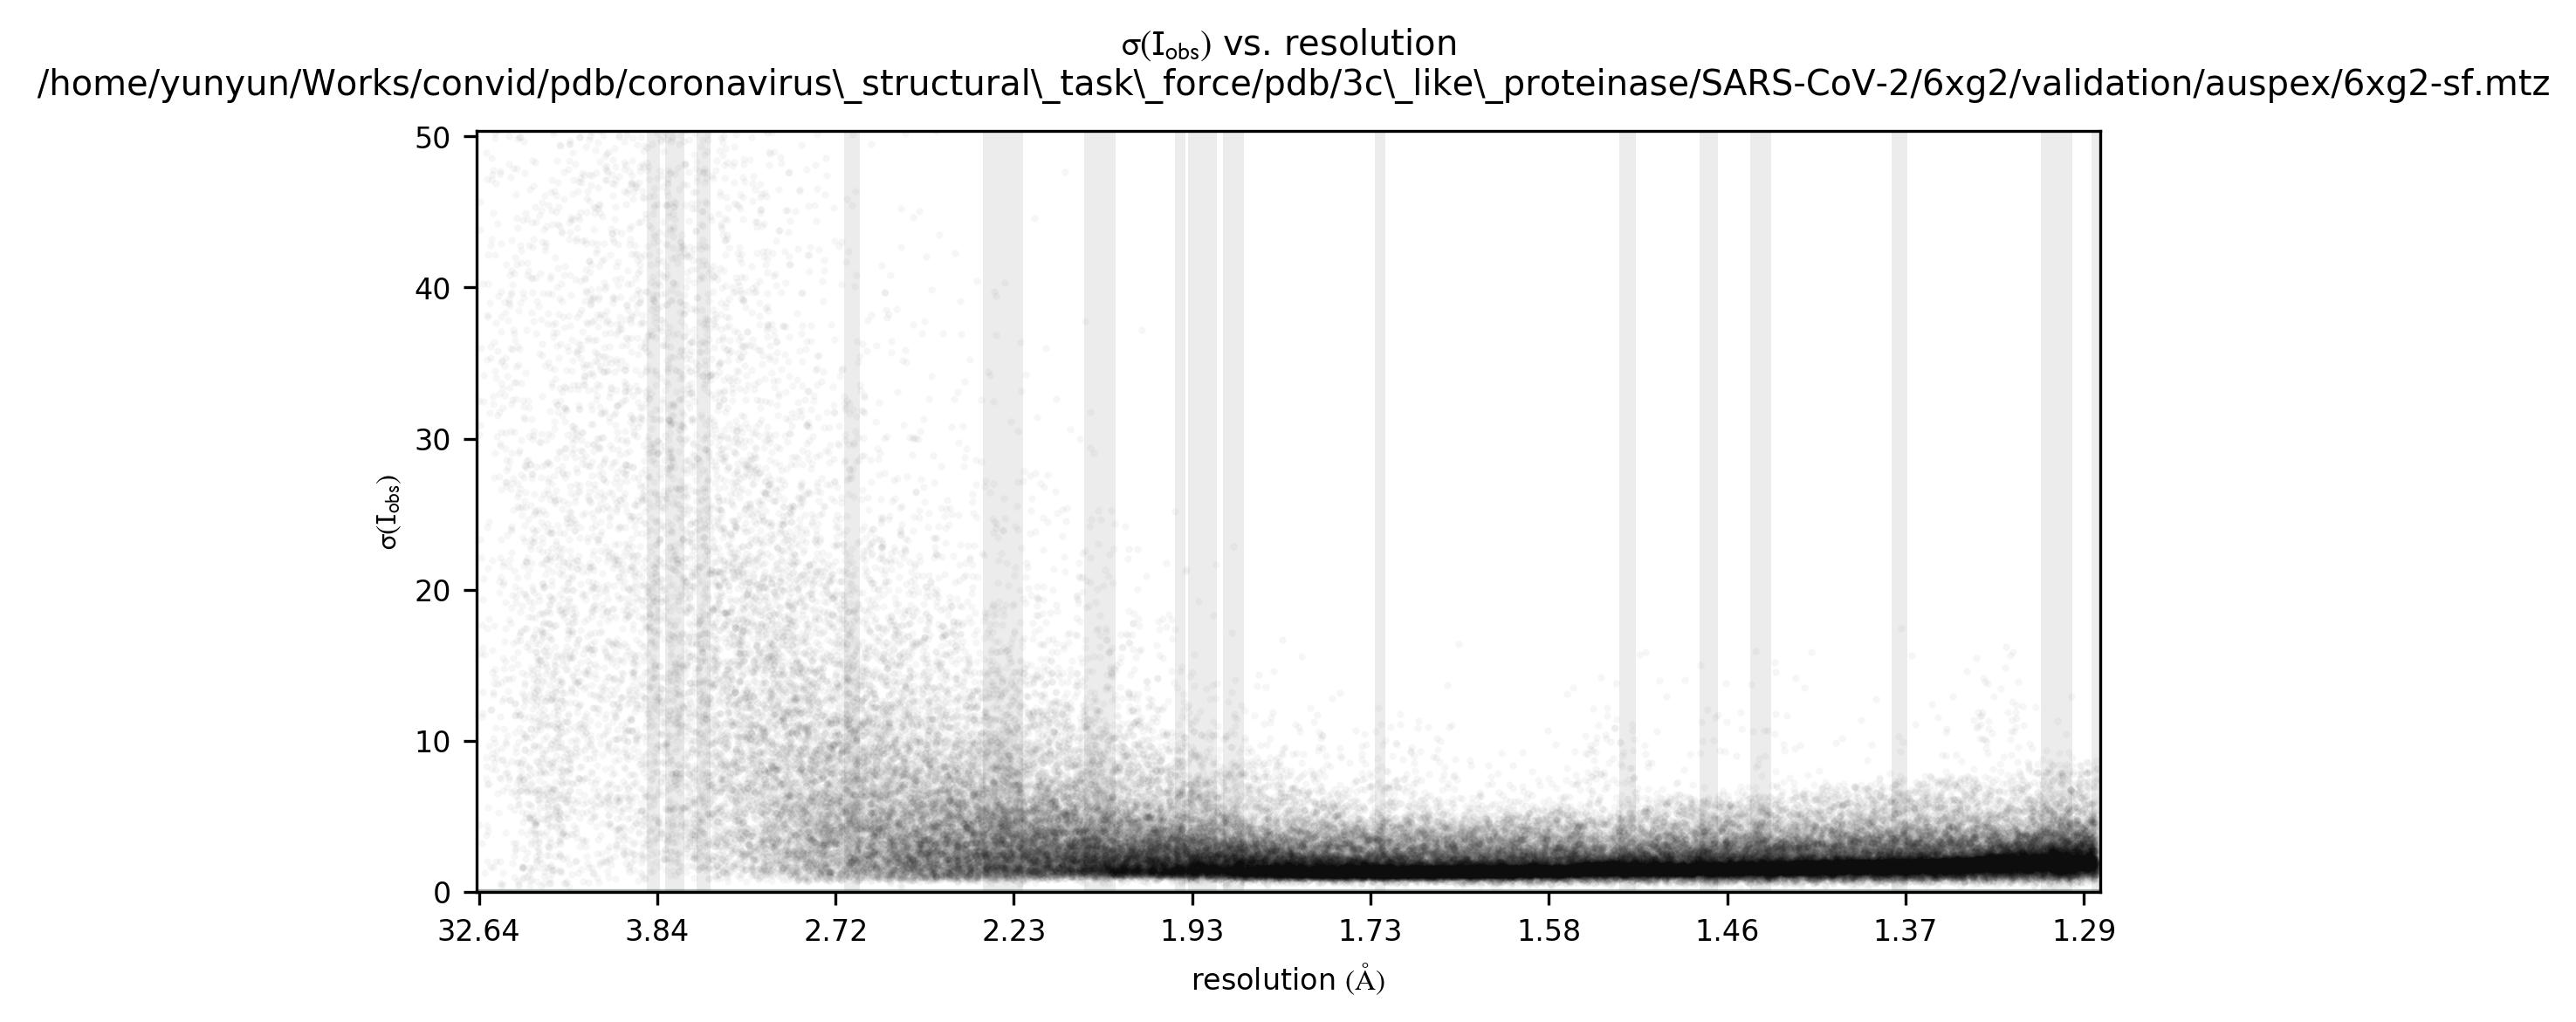 σ(Iobs) vs. resolution
/home/yunyun/Works/convid/pdb/coronavirus\_structural\_task\_force/pdb/3c\_like\_proteinase/SARS-CoV-2/6xg2/validation/auspex/6xg2-sf.mtz
50
40
30
20
10
0
σ(Iobs)
32.64 3.84 2.72 2.23 1.93 1.73 1.58 1.46 1.37 1.29
resolution (Å)